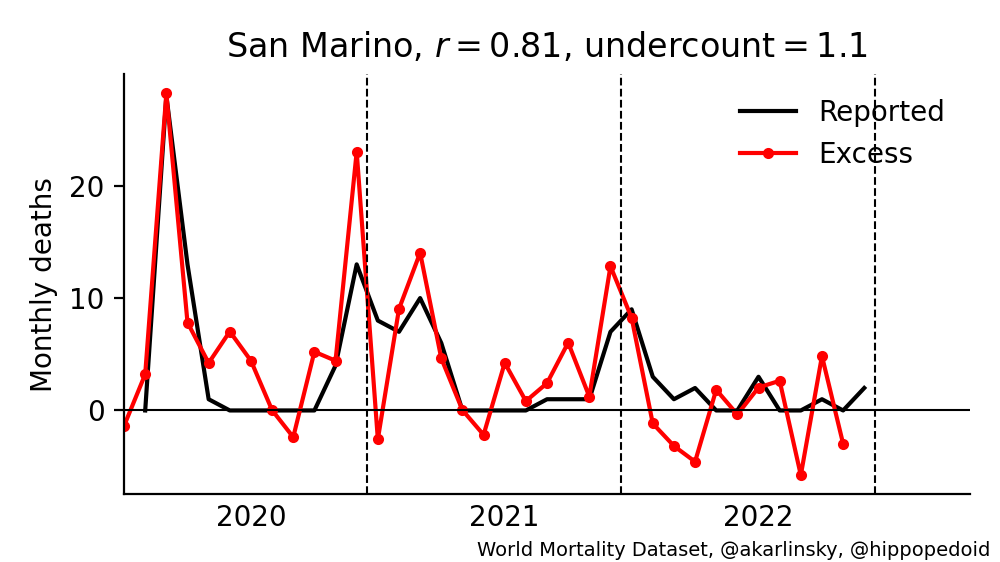 San Marino, r = 0.81, undercount = 1.1
Reported
Excess
Monthly deaths
20
10
0
2020 2021 2022
World Mortality Dataset, @akarlinsky, @hippopedoid